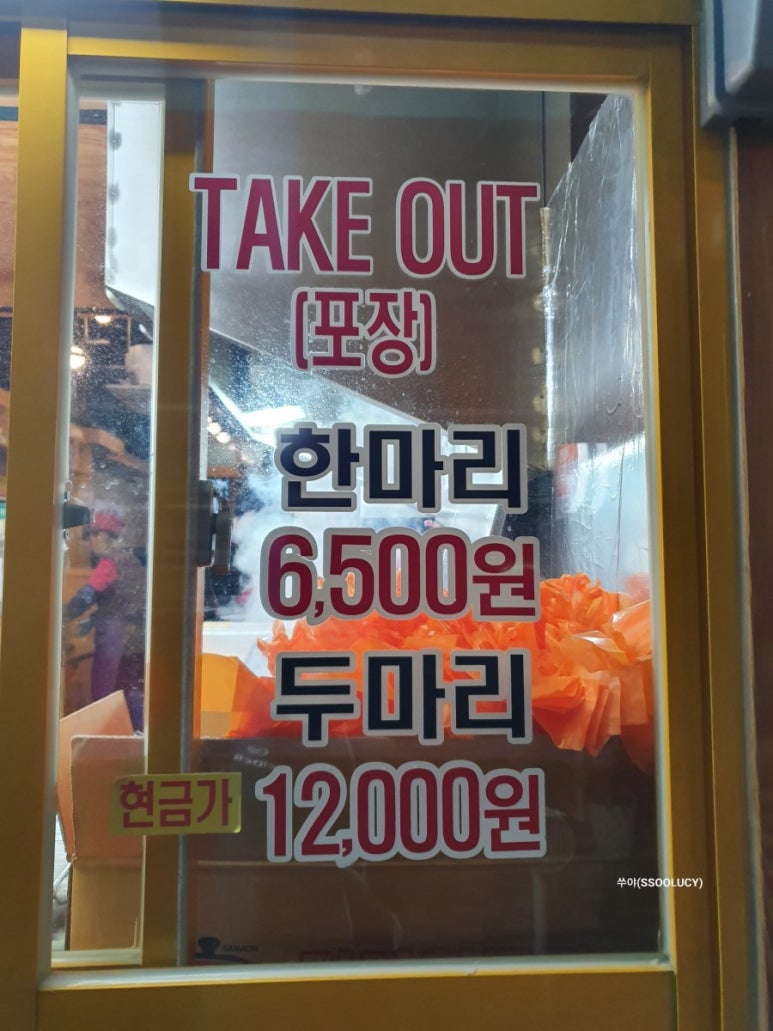 TAKE OUT
(포장)
한마리
6,500원
두마리
현금가 12,000원
쑤야(SSOOLUCY)